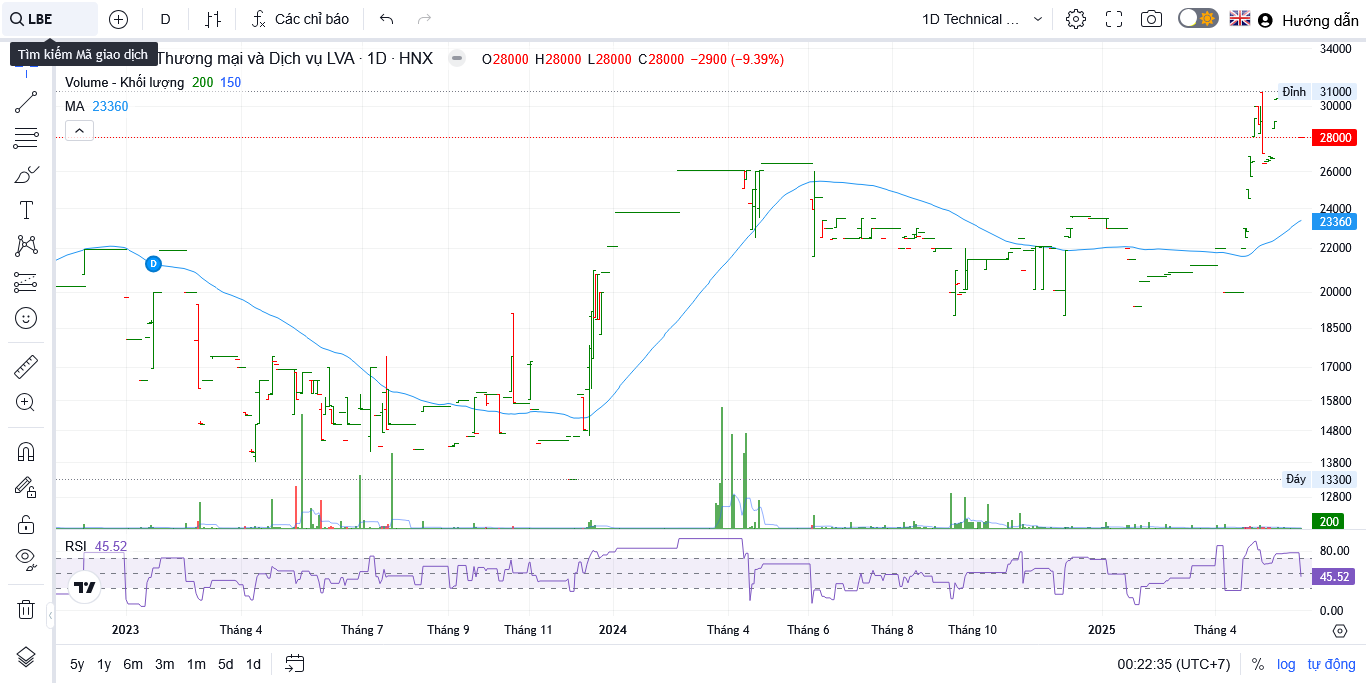 LBE
D
Các chỉ báo
1D Technical ...
Hướng dẫn
Tìm kiếm Mã giao dịch
Thương mại và Dịch vụ LVA · 1D · HNX
O28000 H28000 L28000 C28000 −2900 (−9.39%)
Volume - Khối lượng 200 150
MA 23360
34000
Đỉnh 31000
30000
28000
26000
24000
23360
22000
20000
18500
17000
15800
14800
13800
Đáy 13300
12800
200
D
RSI 45.52
80.00
45.52
0.00
2023 Tháng 4 Tháng 7 Tháng 9 Tháng 11 2024 Tháng 4 Tháng 6 Tháng 8 Tháng 10 2025 Tháng 4
5y 1y 6m 3m 1m 5d 1d
00:22:35 (UTC+7) % log tự động